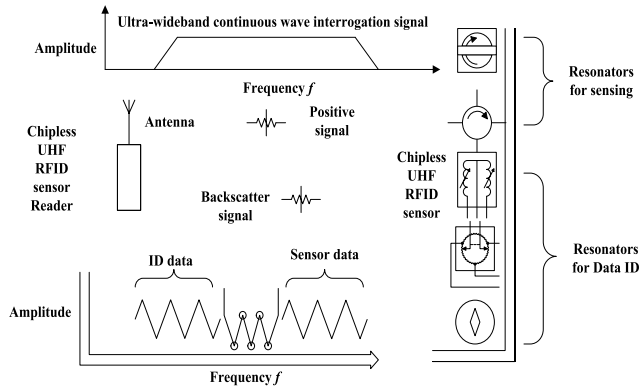 Ultra-wideband continuous wave interrogation signal
Amplitude
Frequency f
Resonators
for sensing
Antenna
Positive
signal
Chipless
UHF
RFID
sensor
Reader
Chipless
UHF
RFID
sensor
Backscatter
signal
Resonators
for Data ID
ID data
Sensor data
Amplitude
Frequency f